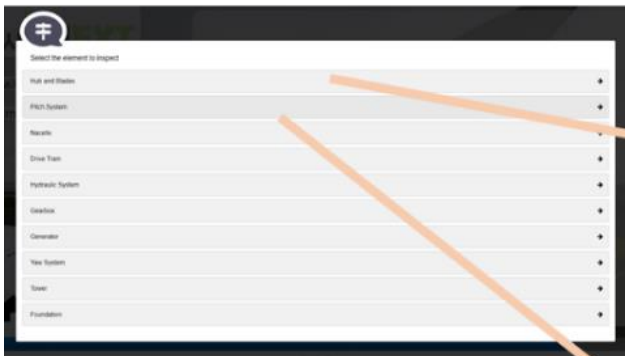 Select the element to inspect
Hub and Blades
Pitch System
Nacelle
Drive Train
Hydraulic System
Gearbox
Generator
Yaw System
Tower
Foundation